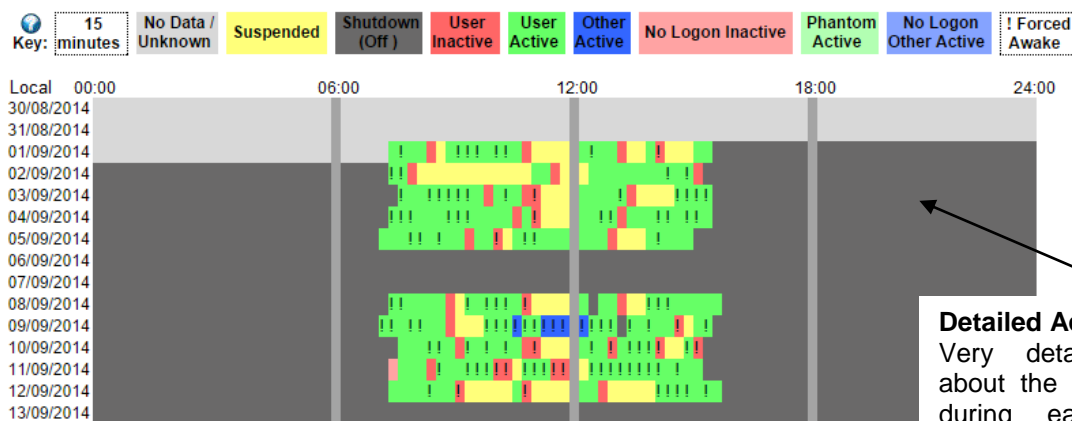 Key: 15 minutes No Data / Unknown Suspended Shutdown (Off ) User Inactive User Active Other Active No Logon Inactive Phantom Active No Logon Other Active ! Forced Awake
Local 00:00 06:00 12:00 18:00 24:00
30/08/2014
31/08/2014
01/09/2014
02/09/2014
03/09/2014
04/09/2014
05/09/2014
06/09/2014
07/09/2014
08/09/2014
09/09/2014
10/09/2014
11/09/2014
12/09/2014
13/09/2014
Detailed
Very
about the
during